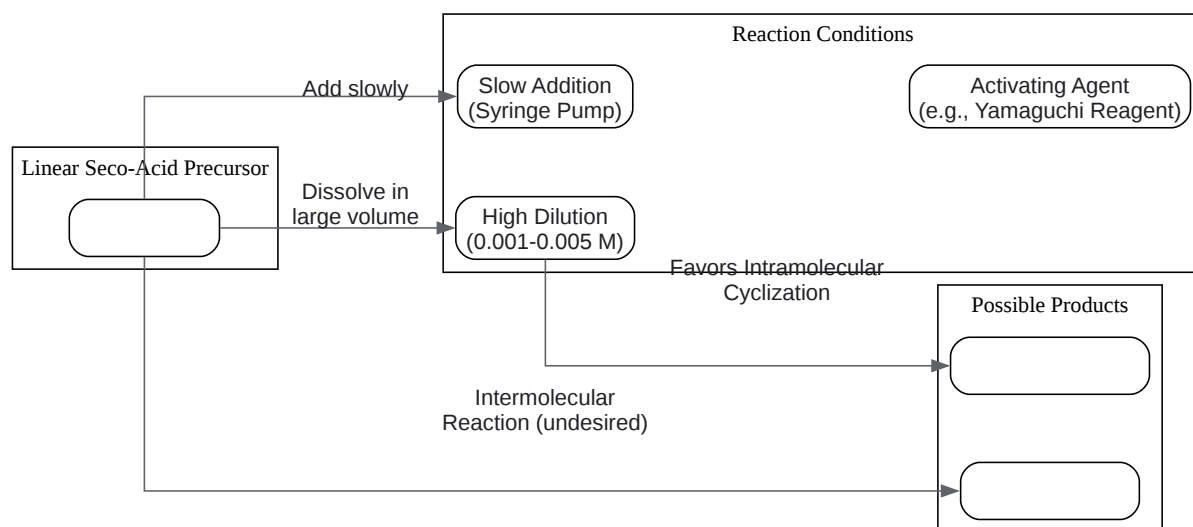 Reaction Conditions
Slow Addition
(Syringe Pump)
Activating Agent
(e.g., Yamaguchi Reagent)
Add slowly
Linear Seco-Acid Precursor
Dissolve in
large volume
High Dilution
(0.001-0.005 M)
Favors Intramolecular
Cyclization
Possible Products
Intermolecular
Reaction (undesired)